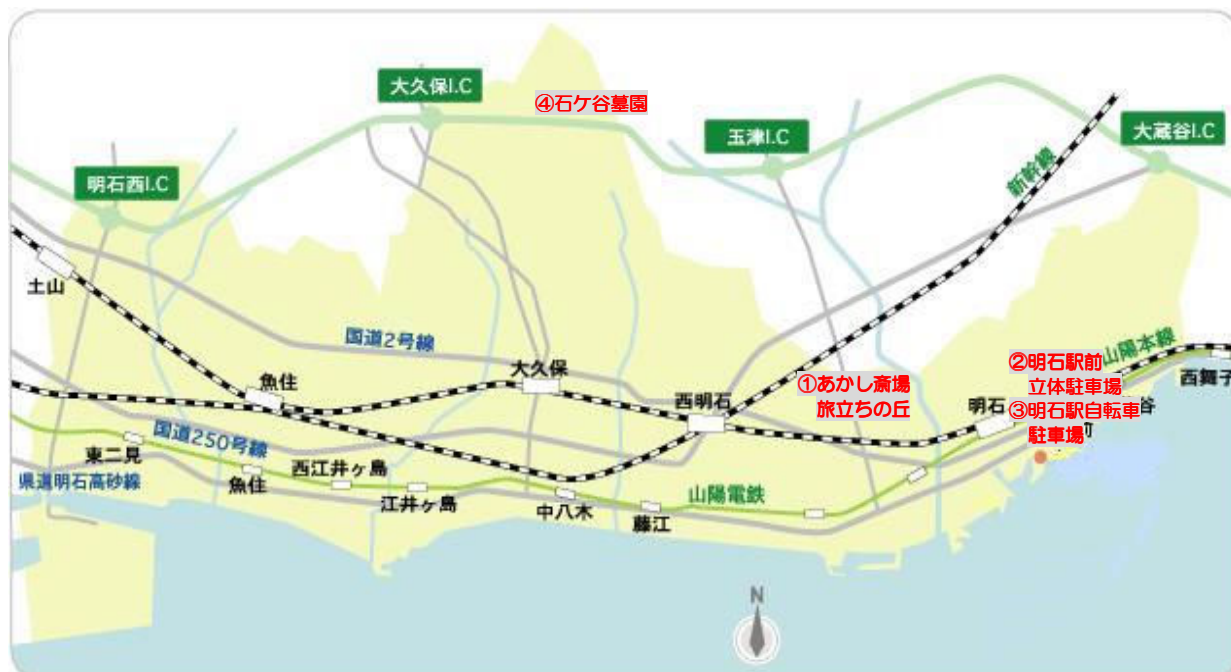 大久保I.C
④石ケ谷墓園
玉津I.C
大蔵谷I.C
明石西I.C
新幹線
土山
国道2号線
大久保
魚住
西明石
①あかし斎場
旅立ちの丘
明石
②明石駅前
立体駐車場
③明石駅自転車
駐車場
山陽本線
西舞子
谷
前
国道250号線
東二見
魚住
西江井ヶ島
江井ヶ島
県道明石高砂線
中八木
藤江
山陽電鉄
N